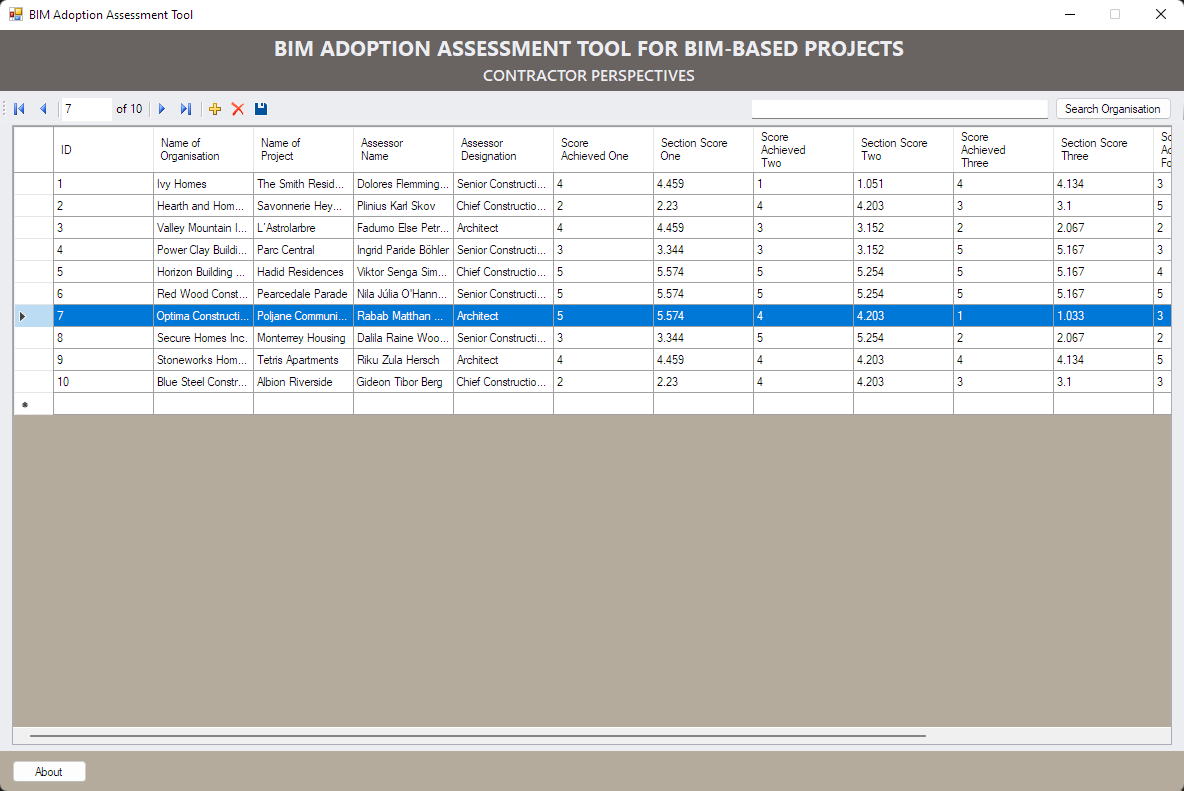 BIM Adoption Assessment Tool
BIM ADOPTION ASSESSMENT TOOL FOR BIM-BASED PROJECTS
CONTRACTOR PERSPECTIVES
7 of 10 Search Organisation
ID Name of Organisation Name of Project Assessor Name Assessor Designation Score Achieved One Section Score One Score Achieved Two Section Score Two Score Achieved Three Section Score Three
1 Ivy Homes The Smith Resid... Dolores Flemming... Senior Constructi... 4 4.459 1 1.051 4 4.134 3
2 Hearth and Hom... Savonnerie Hey... Plinius Karl Skov Chief Constructio... 2 2.23 4 4.203 3 3.1 5
3 Valley Mountain I... L'Astrolarbre Fadumo Else Petr... Architect 4 4.459 3 3.152 2 2.067 2
4 Power Clay Buildi... Parc Central Ingrid Paride Böhler Senior Constructi... 3 3.344 3 3.152 5 5.167 3
5 Horizon Building ... Hadid Residences Viktor Senga Sim... Chief Constructio... 5 5.574 5 5.254 5 5.167 4
6 Red Wood Const... Pearcedale Parade Nila Júlia O'Hann... Senior Constructi... 5 5.574 5 5.254 5 5.167 5
7 Optima Constructi... Poljane Communi... Rabab Matthan ... Architect 5 5.574 4 4.203 1 1.033 3
8 Secure Homes Inc. Monterrey Housing Dalila Raine Woo... Senior Constructi... 3 3.344 5 5.254 2 2.067 2
9 Stoneworks Hom... Tetris Apartments Riku Zula Hersch Architect 4 4.459 4 4.203 4 4.134 5
10 Blue Steel Constr... Albion Riverside Gideon Tibor Berg Chief Constructio... 2 2.23 4 4.203 3 3.1 3
About